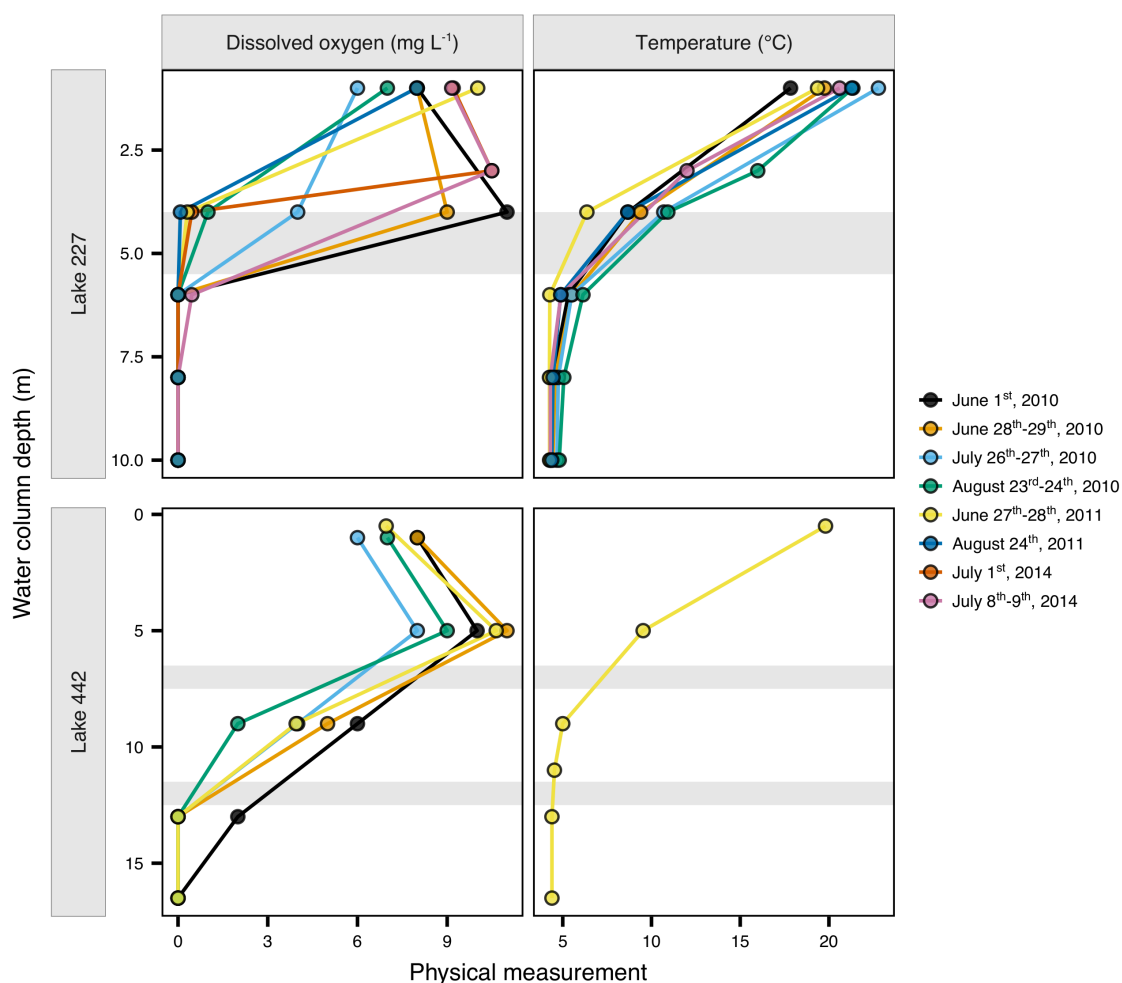 Dissolved oxygen (mg L⁻¹)
Temperature (°C)
Lake 227
2.5
5.0
7.5
10.0
Lake 442
0
5
10
15
Water column depth (m)
0 3 6 9
5 10 15 20
Physical measurement
June 1ˢᵗ, 2010
June 28ᵗʰ-29ᵗʰ, 2010
July 26ᵗʰ-27ᵗʰ, 2010
August 23ʳᵈ-24ᵗʰ, 2010
June 27ᵗʰ-28ᵗʰ, 2011
August 24ᵗʰ, 2011
July 1ˢᵗ, 2014
July 8ᵗʰ-9ᵗʰ, 2014